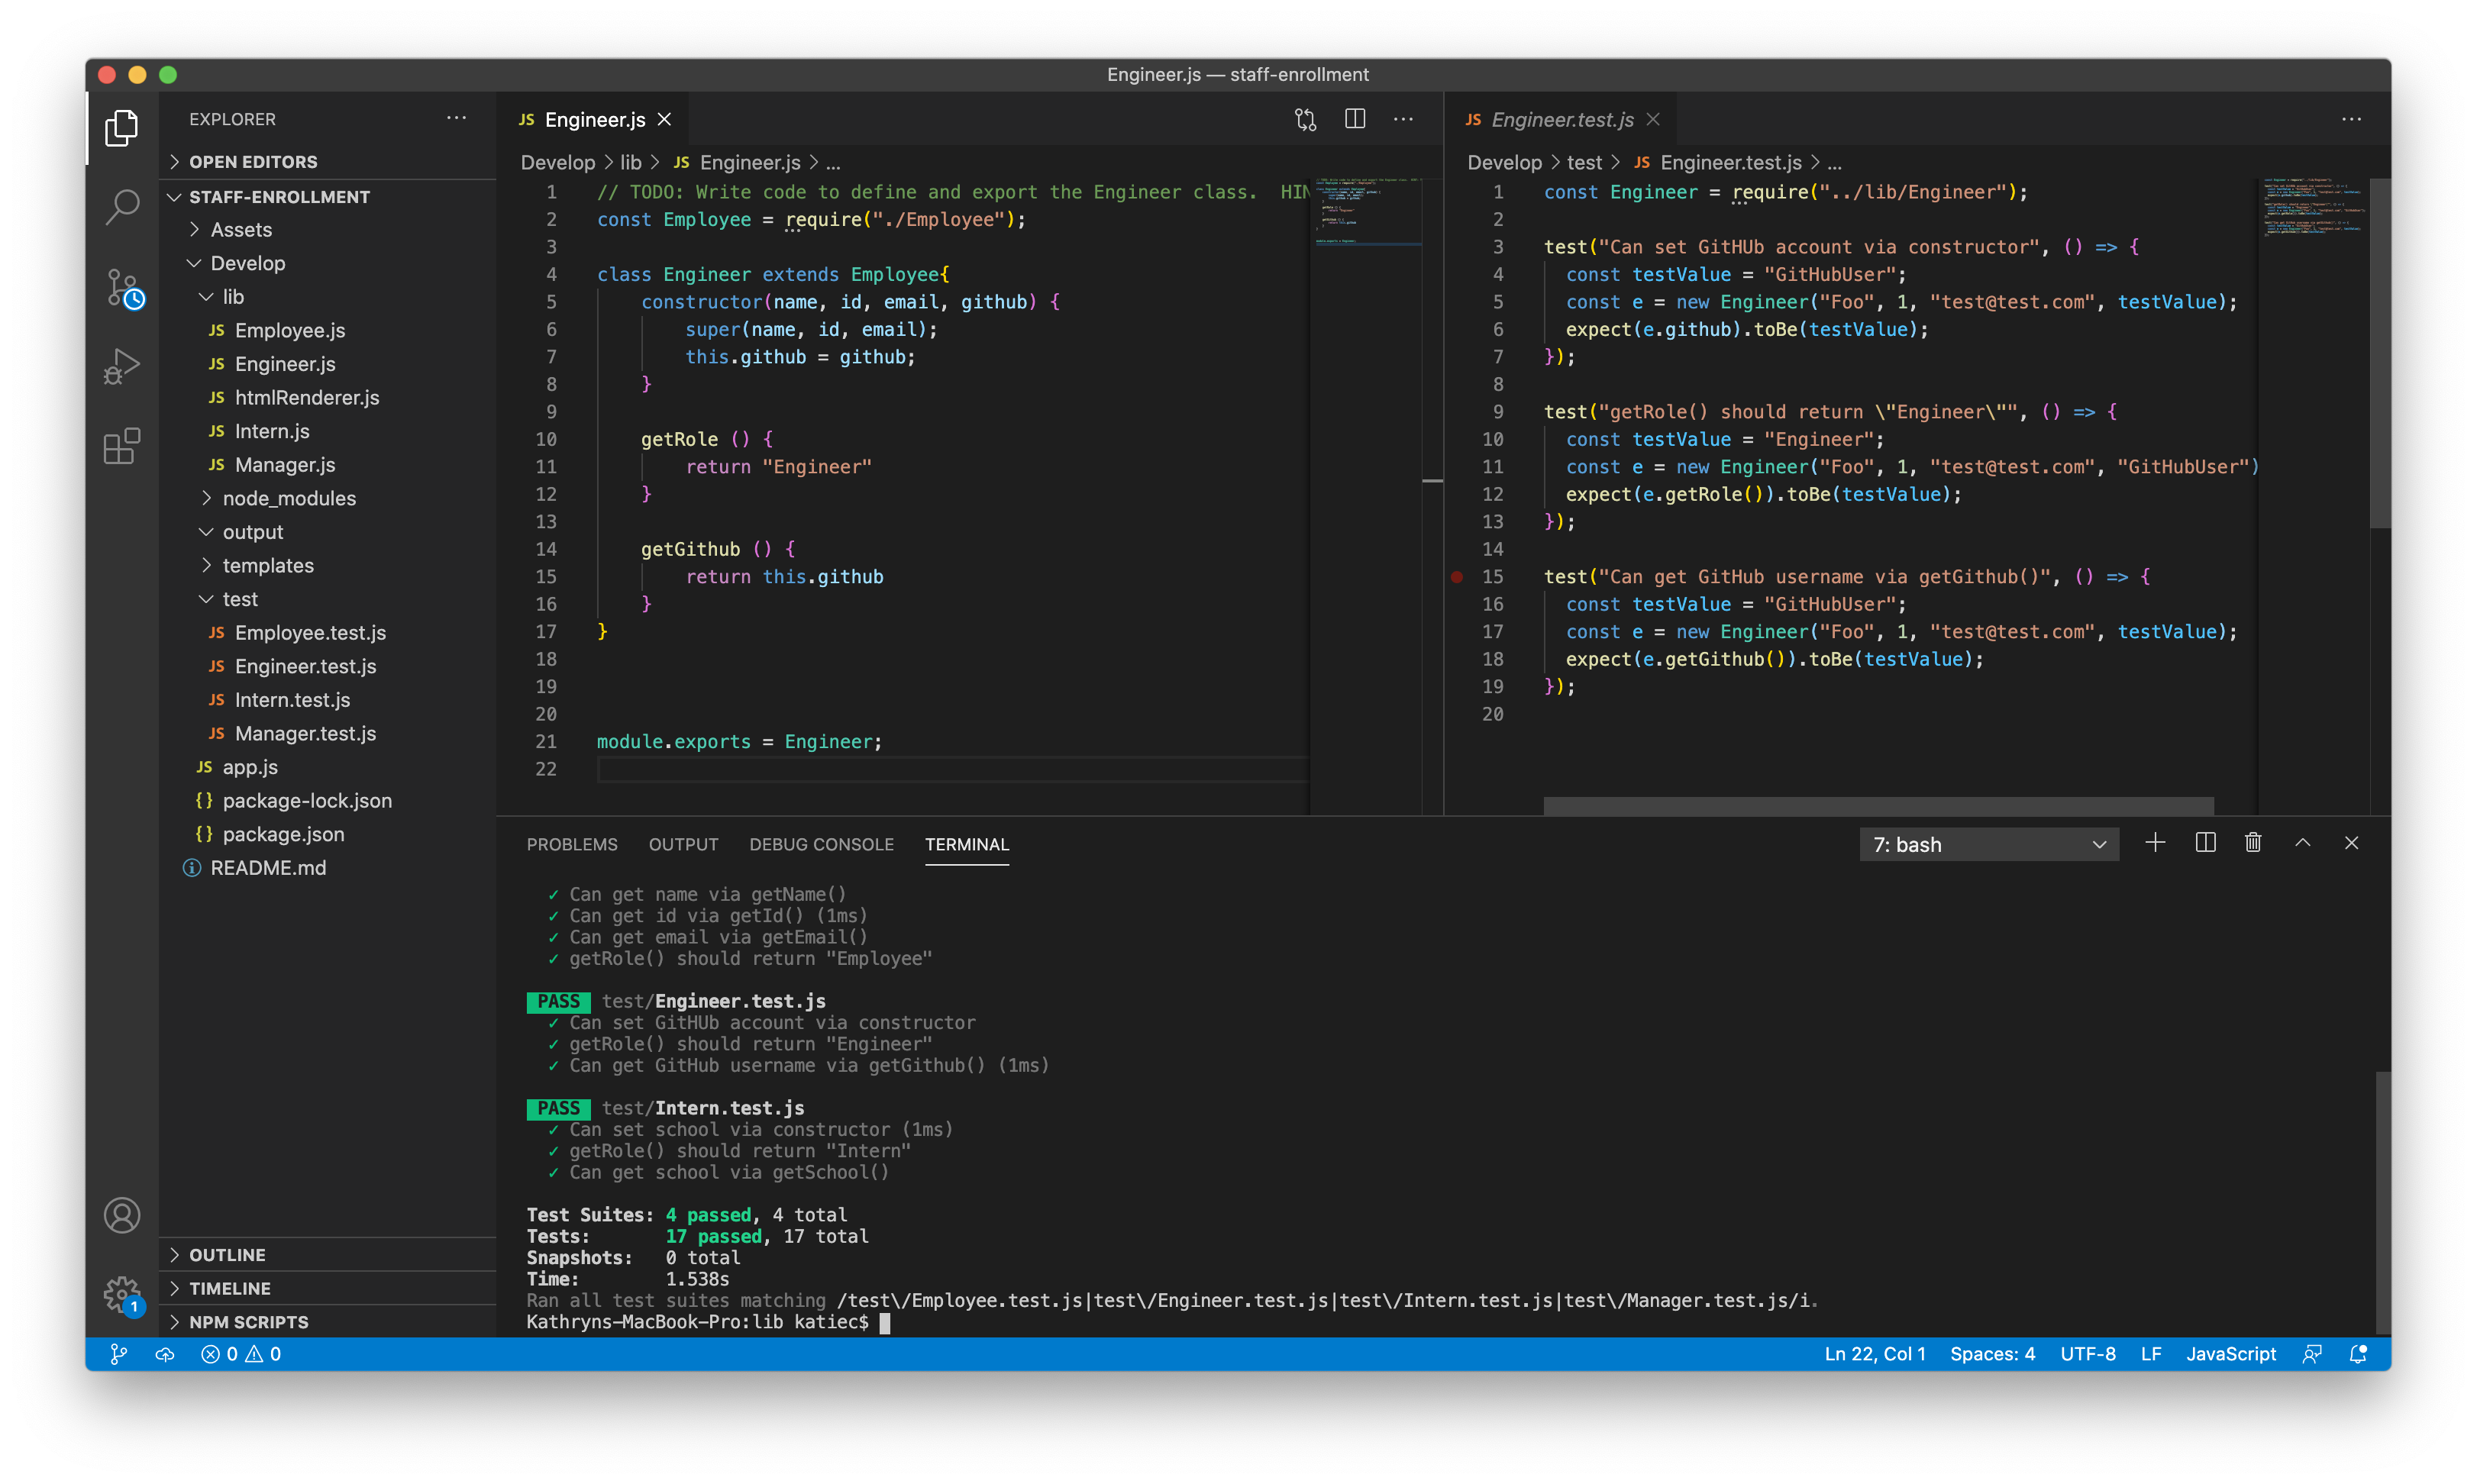 Engineer.js — staff-enrollment
EXPLORER
OPEN EDITORS
STAFF-ENROLLMENT
Assets
Develop
lib
JS Employee.js
JS Engineer.js
JS htmlRenderer.js
JS Intern.js
JS Manager.js
node_modules
output
templates
test
JS Employee.test.js
JS Engineer.test.js
JS Intern.test.js
JS Manager.test.js
JS app.js
{} package-lock.json
{} package.json
README.md
OUTLINE
TIMELINE
NPM SCRIPTS
1
JS Engineer.js
Develop > lib > JS Engineer.js > ...
1 // TODO: Write code to define and export the Engineer class.  HIN
2 const Employee = require("./Employee");
3
4 class Engineer extends Employee{
5     constructor(name, id, email, github) {
6         super(name, id, email);
7         this.github = github;
8     }
9
10     getRole () {
11         return "Engineer"
12     }
13
14     getGithub () {
15         return this.github
16     }
17 }
18
19
20
21 module.exports = Engineer;
22
JS Engineer.test.js
Develop > test > JS Engineer.test.js > ...
1 const Engineer = require("../lib/Engineer");
2
3 test("Can set GitHUb account via constructor", () => {
4   const testValue = "GitHubUser";
5   const e = new Engineer("Foo", 1, "test@test.com", testValue);
6   expect(e.github).toBe(testValue);
7 });
8
9 test("getRole() should return \"Engineer\"", () => {
10   const testValue = "Engineer";
11   const e = new Engineer("Foo", 1, "test@test.com", "GitHubUser")
12   expect(e.getRole()).toBe(testValue);
13 });
14
15 test("Can get GitHub username via getGithub()", () => {
16   const testValue = "GitHubUser";
17   const e = new Engineer("Foo", 1, "test@test.com", testValue);
18   expect(e.getGithub()).toBe(testValue);
19 });
20
PROBLEMS OUTPUT DEBUG CONSOLE TERMINAL
7: bash
✓ Can get name via getName()
✓ Can get id via getId() (1ms)
✓ Can get email via getEmail()
✓ getRole() should return "Employee"
PASS test/Engineer.test.js
✓ Can set GitHUb account via constructor
✓ getRole() should return "Engineer"
✓ Can get GitHub username via getGithub() (1ms)
PASS test/Intern.test.js
✓ Can set school via constructor (1ms)
✓ getRole() should return "Intern"
✓ Can get school via getSchool()
Test Suites: 4 passed, 4 total
Tests: 17 passed, 17 total
Snapshots: 0 total
Time: 1.538s
Ran all test suites matching /test\/Employee.test.js|test\/Engineer.test.js|test\/Intern.test.js|test\/Manager.test.js/i.
Kathryns-MacBook-Pro:lib katiec$
0 0
Ln 22, Col 1 Spaces: 4 UTF-8 LF JavaScript